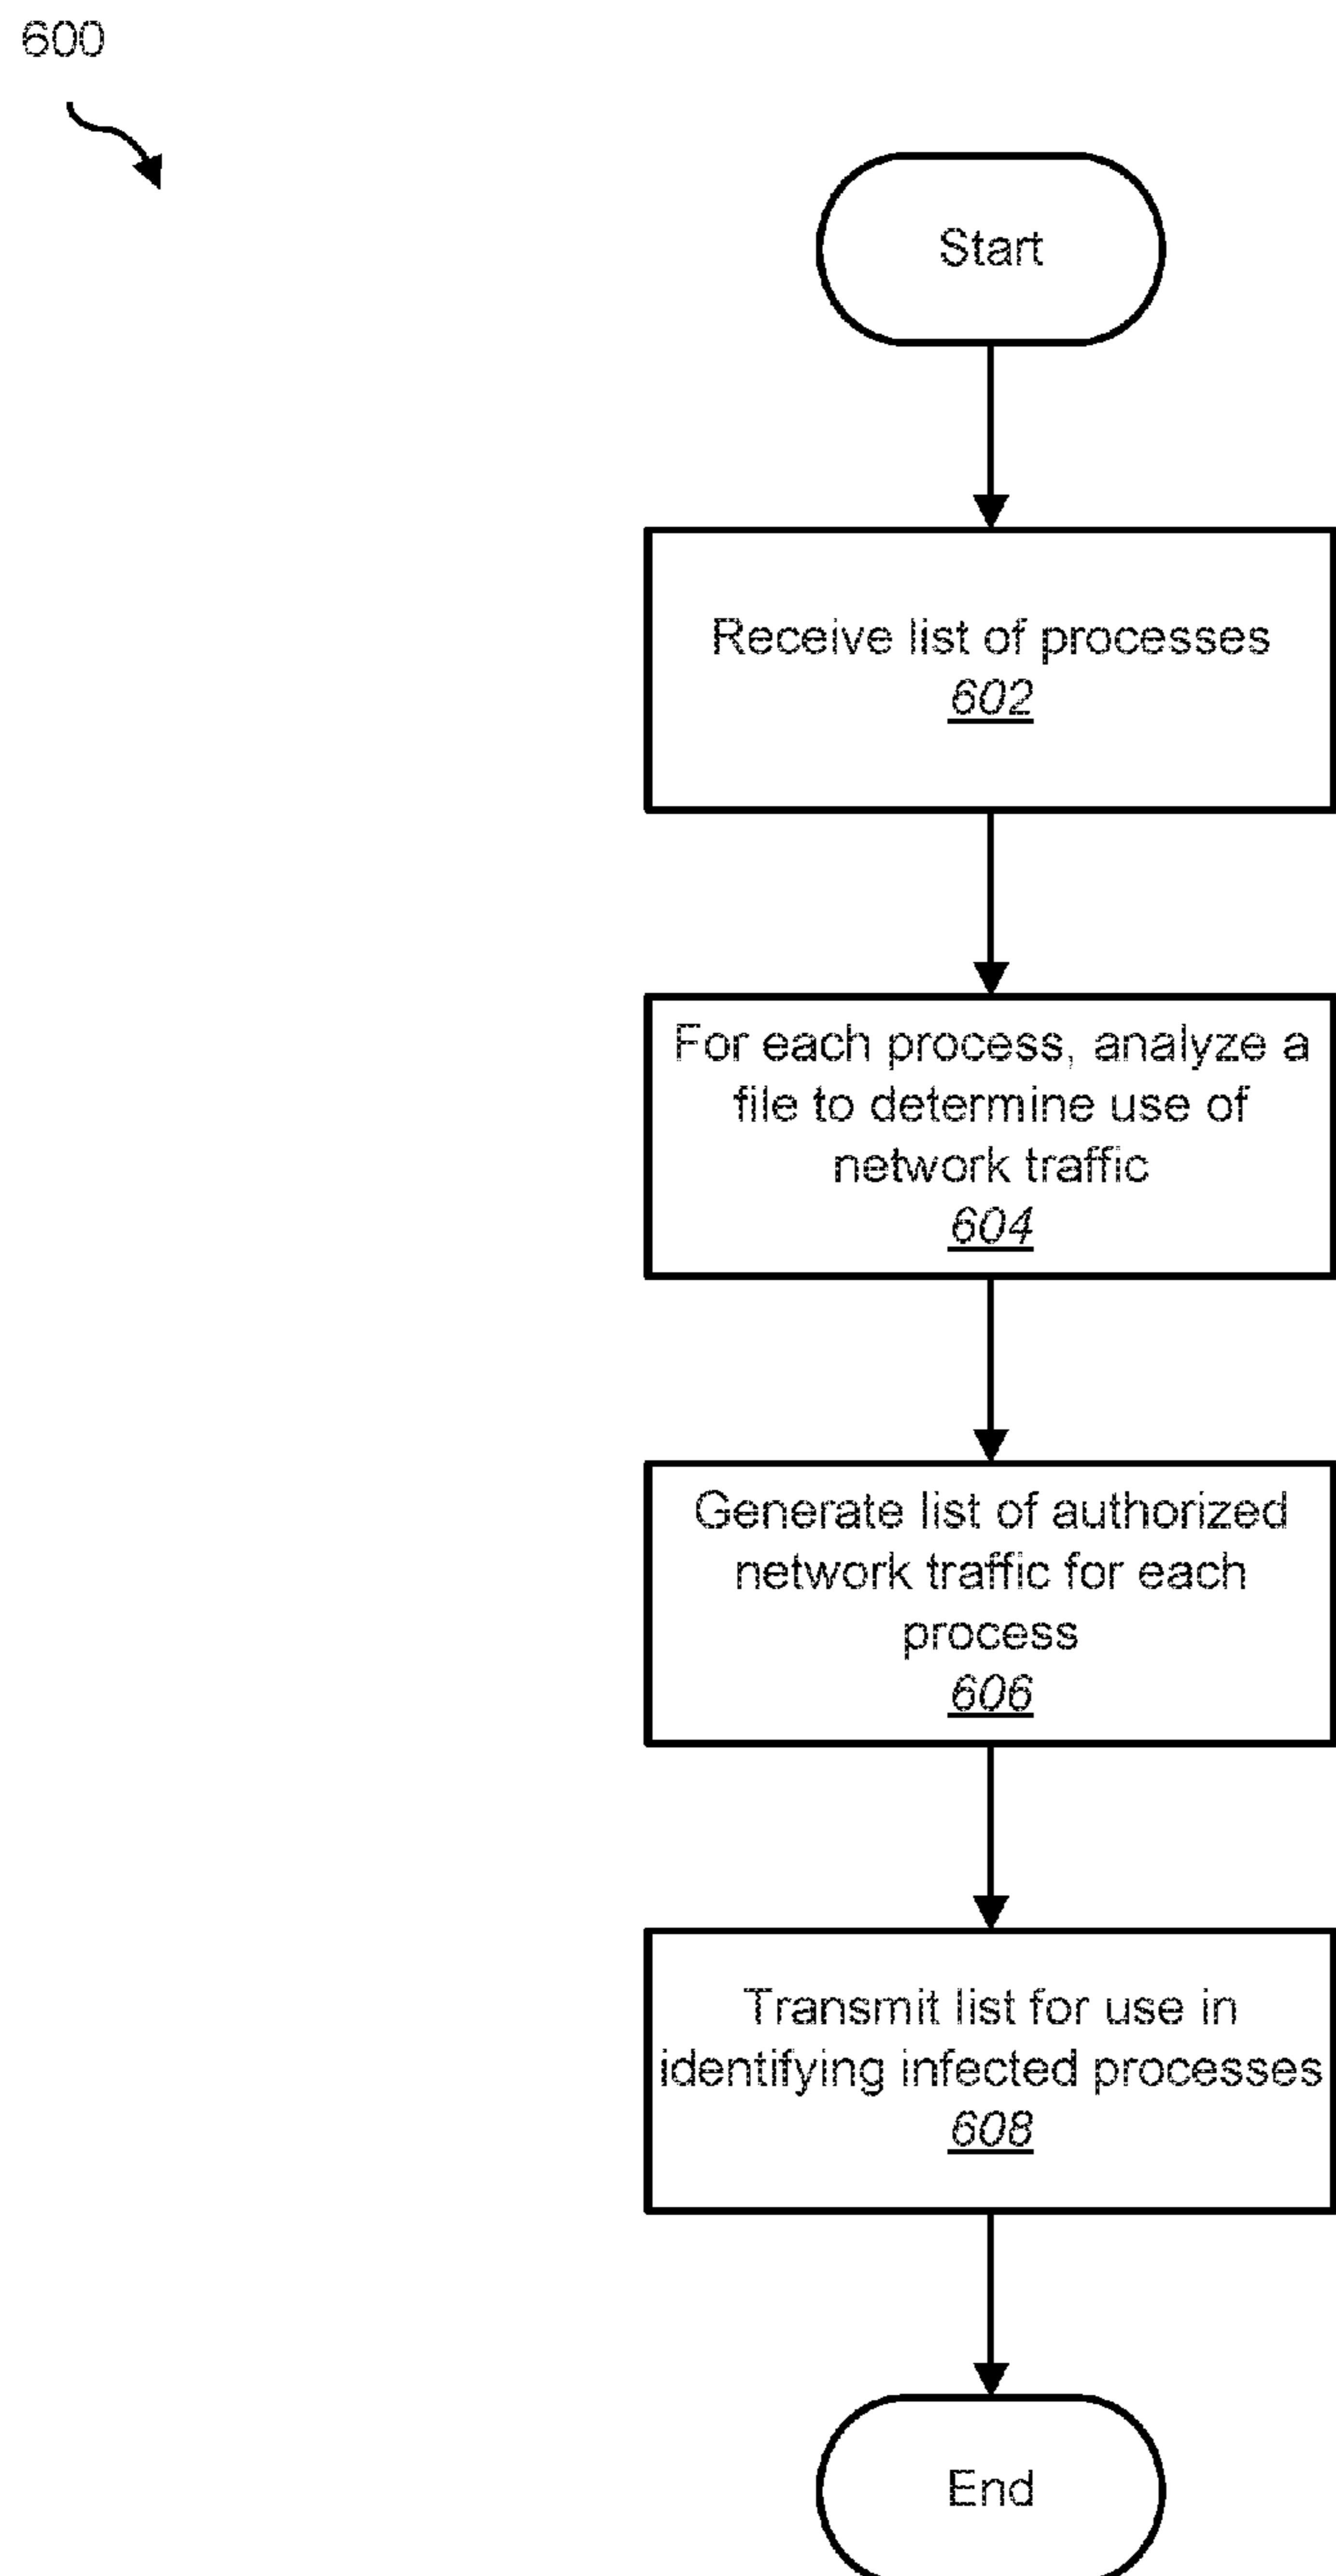 600
Start
Receive list of processes
602
For each process, analyze a
file to determine use of
network traffic
604
Generate list of authorized
network traffic for each
process
606
Transmit list for use in
identifying infected processes
608
End